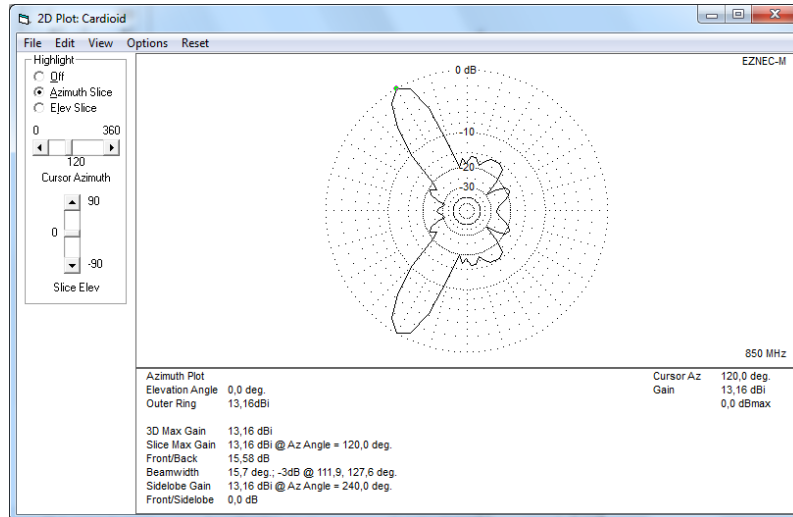 2D Plot: Cardioid
File Edit View Options Reset
Highlight
Off
Azimuth Slice
Elev Slice
0 360
120
Cursor Azimuth
90
0
-90
Slice Elev
EZNEC-M
0 dB
-10
-20
-30
850 MHz
Azimuth Plot
Elevation Angle 0,0 deg.
Outer Ring 13,16dBi
3D Max Gain 13,16 dBi
Slice Max Gain 13,16 dBi @ Az Angle = 120,0 deg.
Front/Back 15,58 dB
Beamwidth 15,7 deg.; -3dB @ 111,9, 127,6 deg.
Sidelobe Gain 13,16 dBi @ Az Angle = 240,0 deg.
Front/Sidelobe 0,0 dB
Cursor Az 120,0 deg.
Gain 13,16 dBi
0,0 dBmax